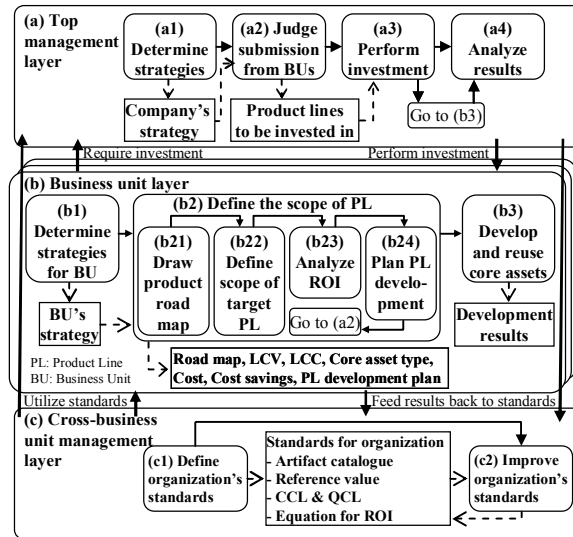 (a) Top
management
layer
(a1)
Determine
strategies
(a2) Judge
submission
from BUs
(a3)
Perform
investment
(a4)
Analyze
results
Company's
strategy
Product lines
to be invested in
Go to (b3)
Require investment
Perform investment
(b) Business unit layer
(b1)
Determine
strategies
for BU
(b2) Define the scope of PL
(b21)
Draw
product
road
map
(b22)
Define
scope of
target
PL
(b23)
Analyze
ROI
(b24)
Plan PL
develo-
pment
Go to (a2)
(b3)
Develop
and reuse
core assets
BU's
strategy
Development
results
PL: Product Line
BU: Business Unit
Road map, LCV, LCC, Core asset type,
Cost, Cost savings, PL development plan
Utilize standards
Feed results back to standards
(c) Cross-business
unit management
layer
(c1) Define
organization's
standards
Standards for organization
- Artifact catalogue
- Reference value
- CCL & QCL
- Equation for ROI
(c2) Improve
organization's
standards